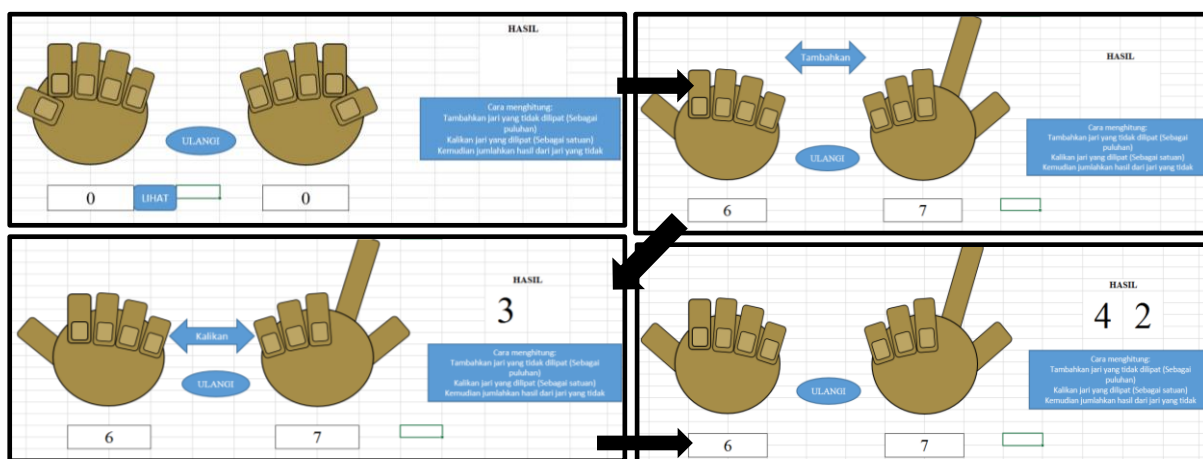 HASIL
Cara menghitung:
Tambahkan jari yang tidak dilipat (Sebagai
puluhan)
Kalikan jari yang dilipat (Sebagai satuan)
Kemudian jumlahkan hasil dari jari yang tidak
ULANGI
0
LIHAT
0
HASIL
Tambahkan
Cara menghitung:
Tambahkan jari yang tidak dilipat (Sebagai
puluhan)
Kalikan jari yang dilipat (Sebagai satuan)
Kemudian jumlahkan hasil dari jari yang tidak
ULANGI
6
7
HASIL
3
Kalikan
Cara menghitung:
Tambahkan jari yang tidak dilipat (Sebagai
puluhan)
Kalikan jari yang dilipat (Sebagai satuan)
Kemudian jumlahkan hasil dari jari yang tidak
ULANGI
6
7
HASIL
4 2
Cara menghitung:
Tambahkan jari yang tidak dilipat (Sebagai
puluhan)
Kalikan jari yang dilipat (Sebagai satuan)
Kemudian jumlahkan hasil dari jari yang tidak
ULANGI
6
7